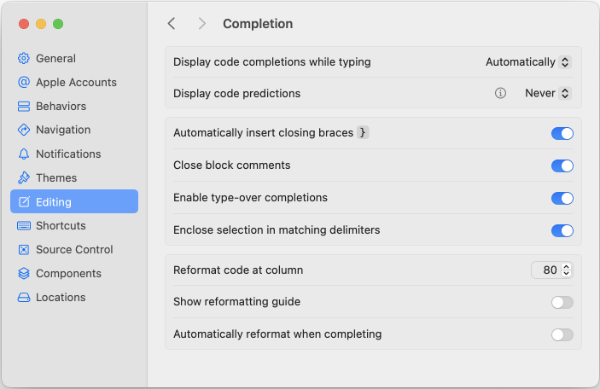 Completion
General
Apple Accounts
Behaviors
Navigation
Notifications
Themes
Editing
Shortcuts
Source Control
Components
Locations
Display code completions while typing Automatically
Display code predictions Never
Automatically insert closing braces }
Close block comments
Enable type-over completions
Enclose selection in matching delimiters
Reformat code at column 80
Show reformatting guide
Automatically reformat when completing